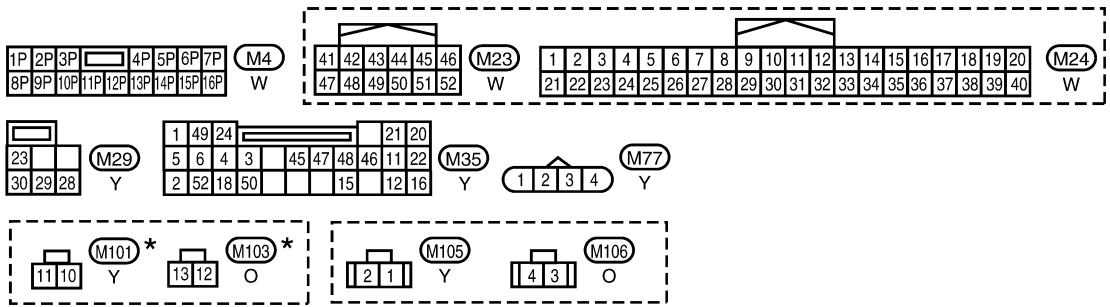 1P 2P 3P 4P 5P 6P 7P M4
8P 9P 10P 11P 12P 13P 14P 15P 16P W
41 42 43 44 45 46 M23
47 48 49 50 51 52 W
1 2 3 4 5 6 7 8 9 10 11 12 13 14 15 16 17 18 19 20 M24
21 22 23 24 25 26 27 28 29 30 31 32 33 34 35 36 37 38 39 40 W
23 M29
30 29 28 Y
1 49 24 21 20
5 6 4 3 45 47 48 46 11 22 M35
2 52 18 50 15 12 16 Y
1 2 3 4 M77
Y
11 10 M101 *
Y
13 12 M103 *
O
2 1 M105
Y
4 3 M106
O